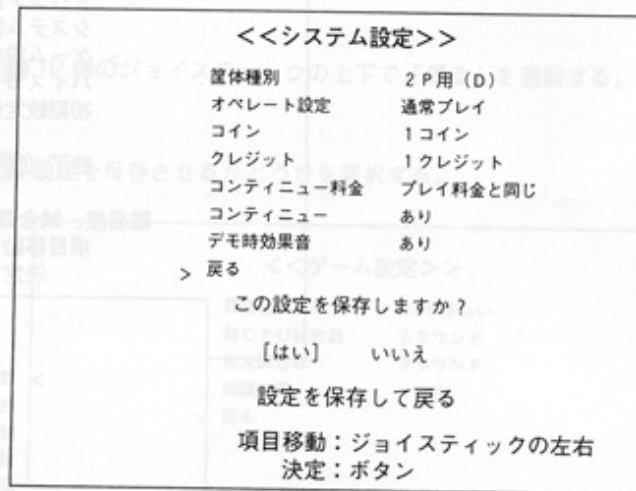 <<システム設定>>
筐体種別 2P用(D)
オペレート設定 通常プレイ
コイン 1コイン
クレジット 1クレジット
コンティニュー料金 プレイ料金と同じ
コンティニュー あり
デモ時効果音 あり
> 戻る
この設定を保存しますか?
[はい] いいえ
設定を保存して戻る
項目移動:ジョイスティックの左右
決定:ボタン